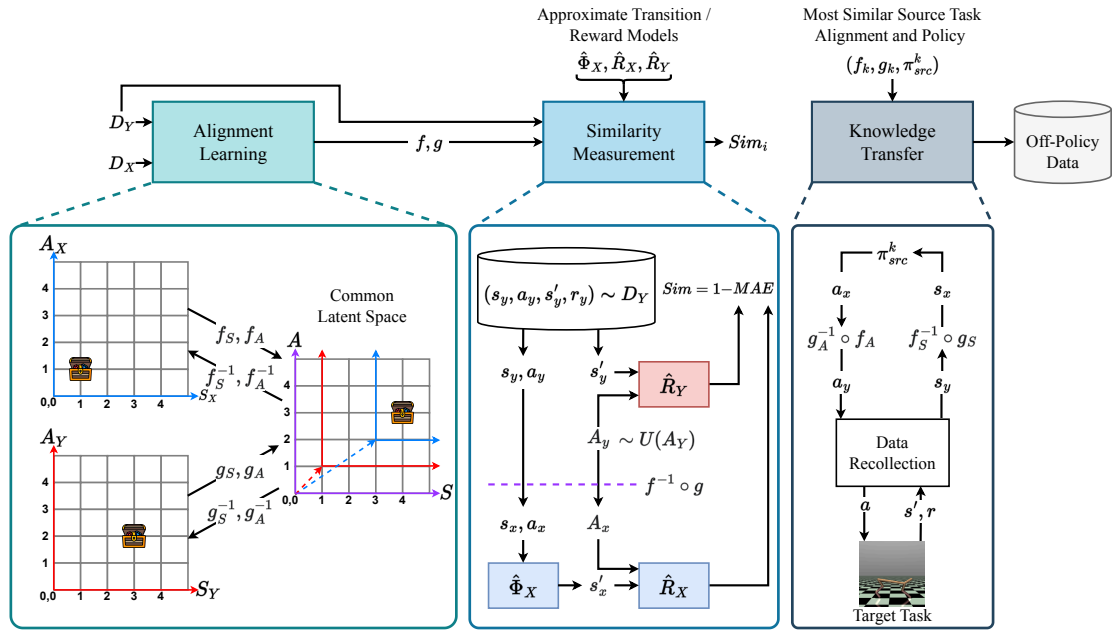 Approximate Transition /
Reward Models
Φ̂_X, R̂_X, R̂_Y
Most Similar Source Task
Alignment and Policy
(f_k, g_k, π^k_src)
D_Y
D_X
Alignment
Learning
f, g
Similarity
Measurement
Sim_i
Knowledge
Transfer
Off-Policy
Data
A_X
4
3
2
1
0,0
1
2
3
4
S_X
f_S, f_A
f_S^{-1}, f_A^{-1}
Common
Latent Space
A
4
3
2
1
0,0
1
2
3
4
S
A_Y
4
3
2
1
0,0
1
2
3
4
S_Y
g_S, g_A
g_S^{-1}, g_A^{-1}
(s_y, a_y, s'_y, r_y) ∼ D_Y
Sim = 1−MAE
s_y, a_y
s'_y
R̂_Y
A_y ∼ U(A_Y)
f^{-1} ∘ g
s_x, a_x
A_x
Φ̂_X
s'_x
R̂_X
π^k_src
a_x
s_x
g_A^{-1} ∘ f_A
f_S^{-1} ∘ g_S
a_y
s_y
Data
Recollection
a
s', r
Target Task